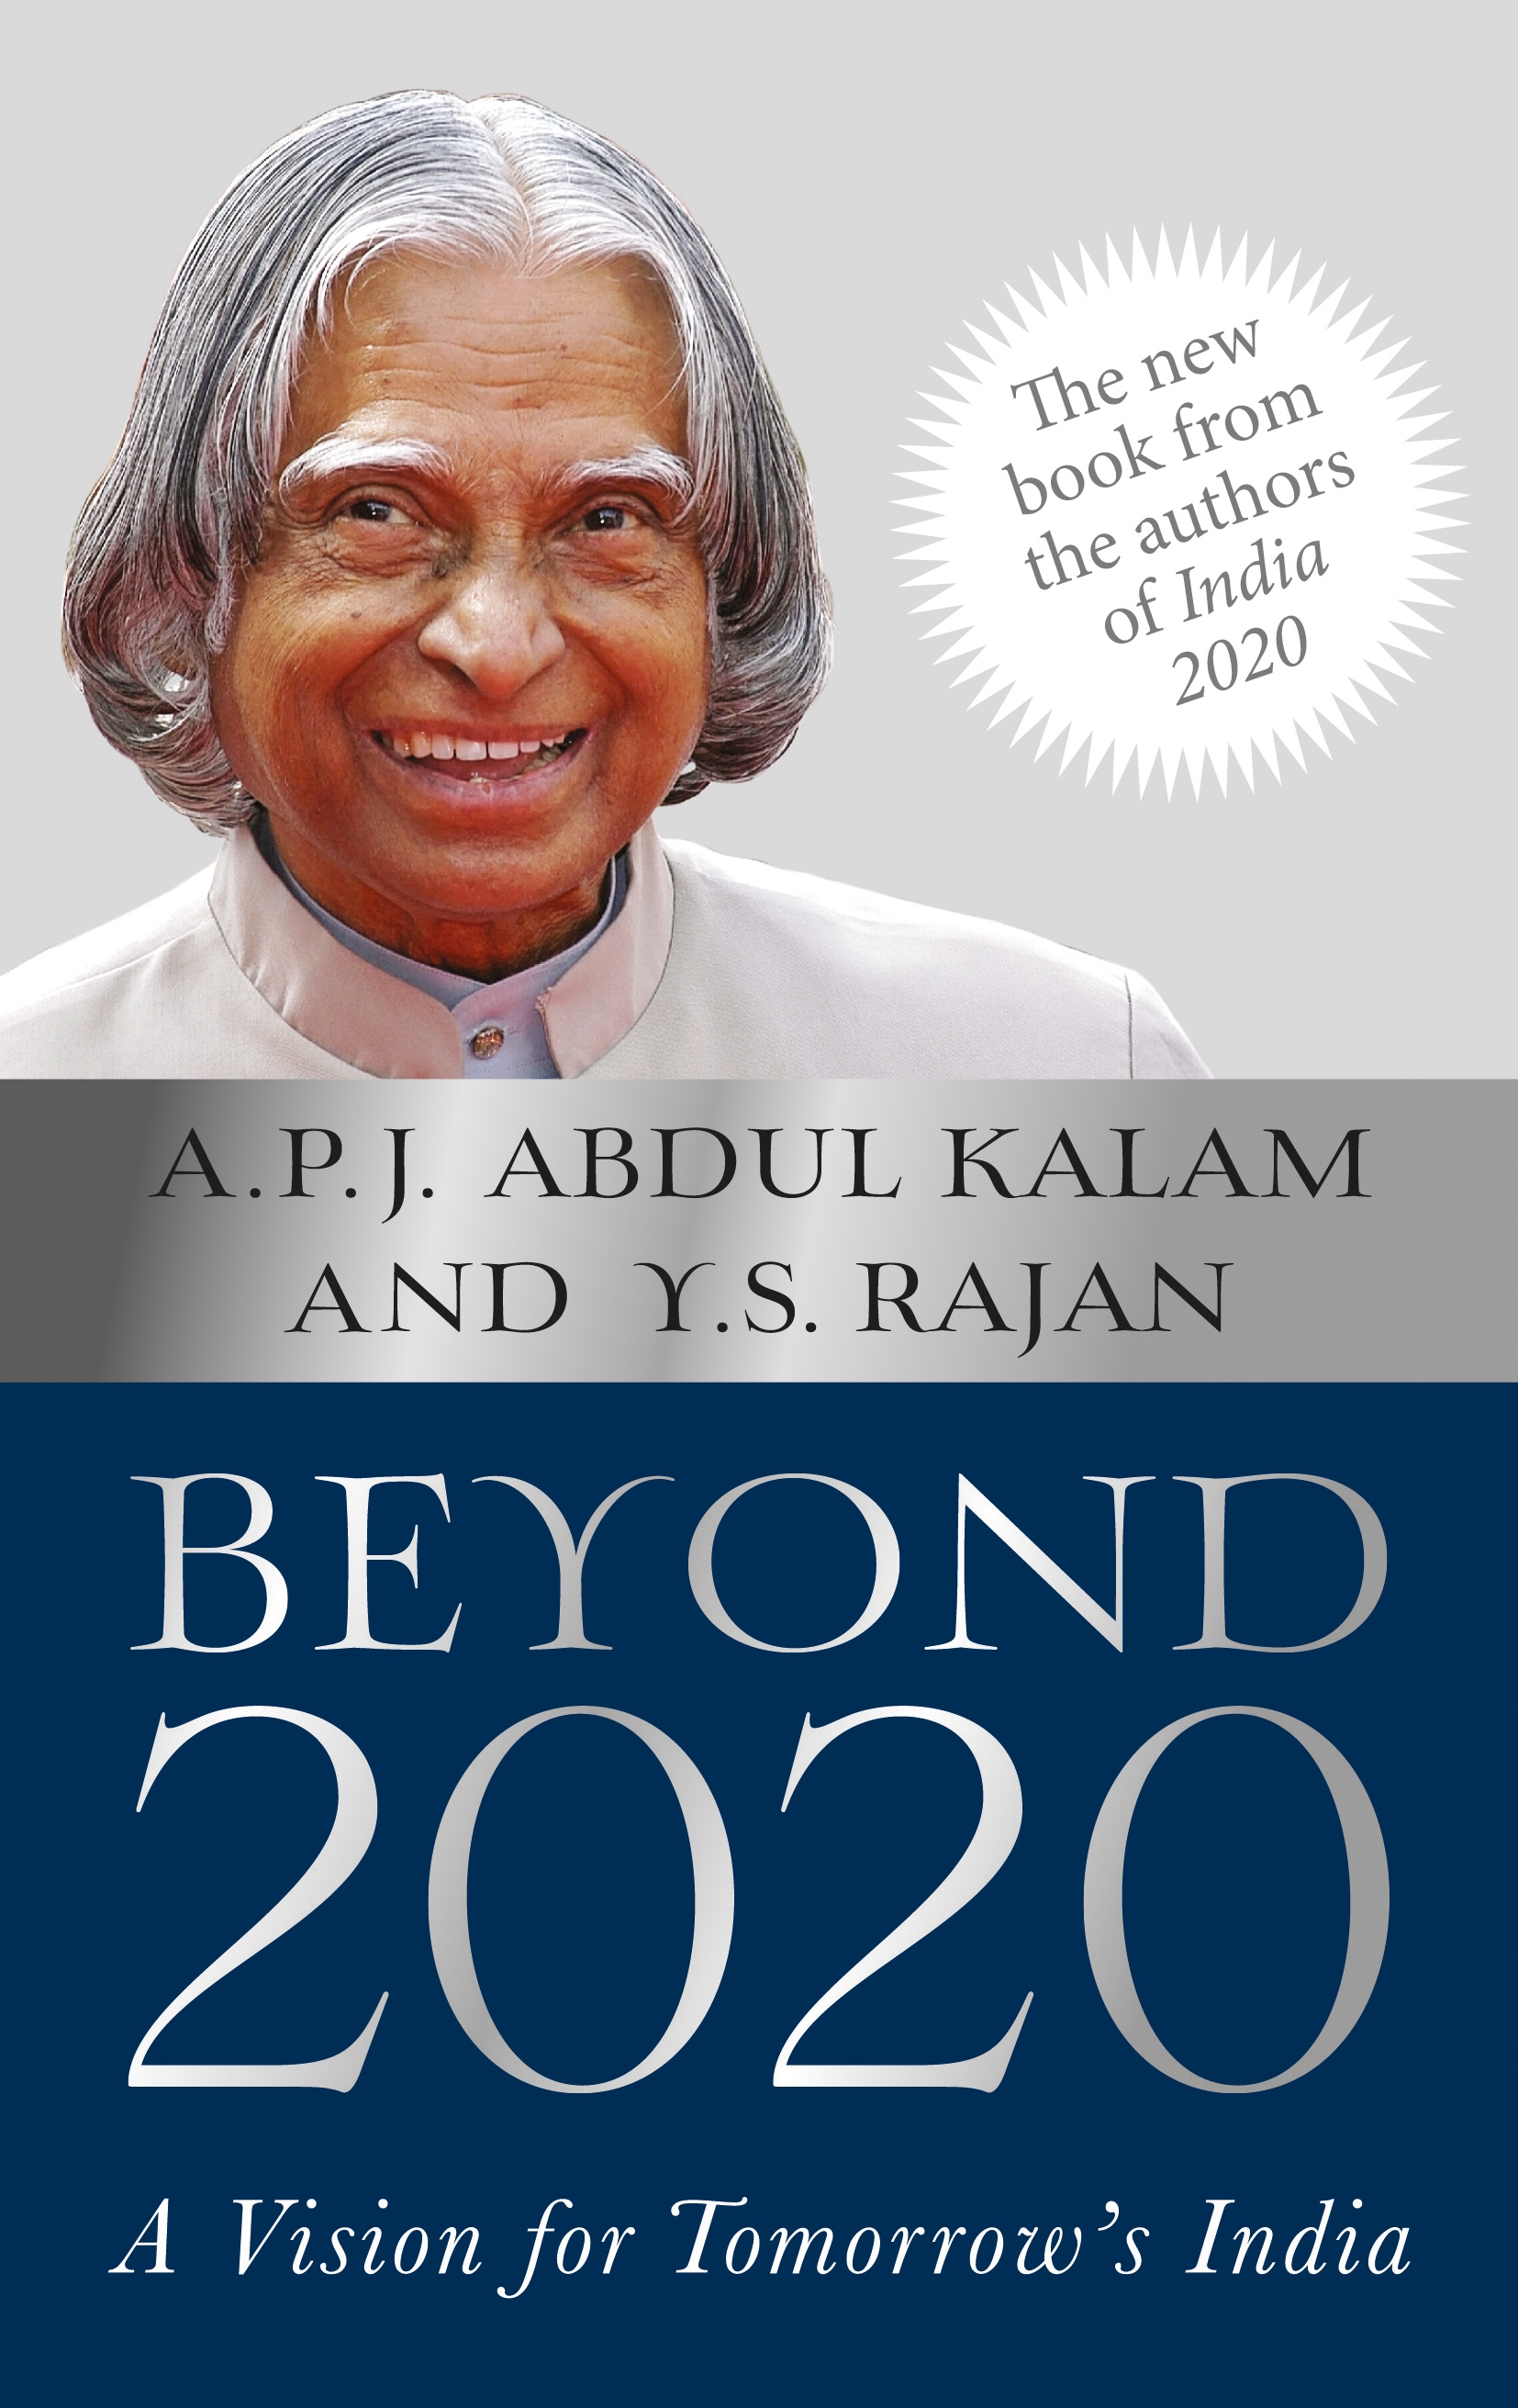 The new
book from
the authors
of India
2020
A.P.J. ABDUL KALAM
AND Y.S. RAJAN
BEYOND
2020
A Vision for Tomorrow’s India